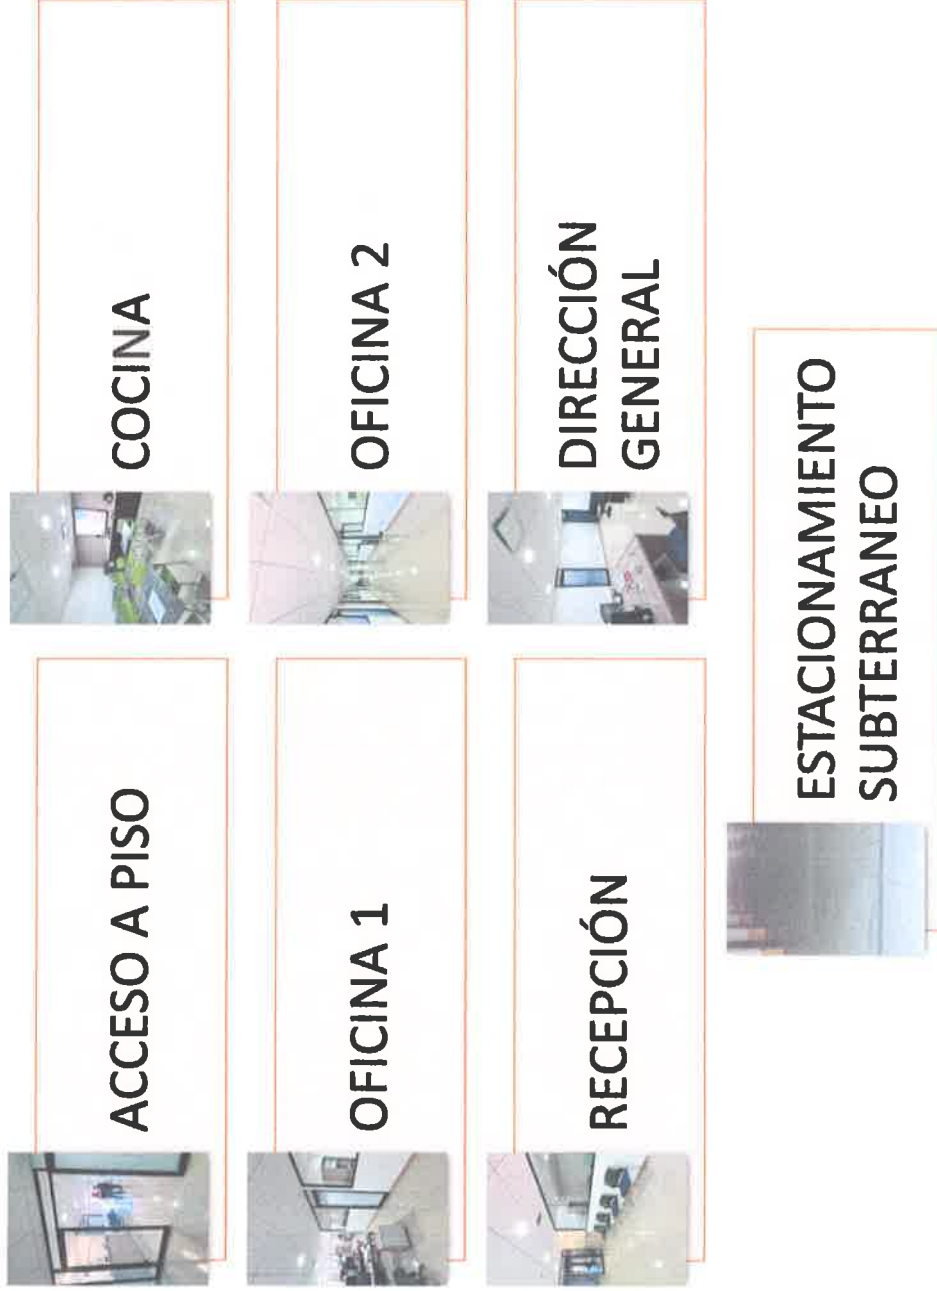 ACCESO A PISO
COCINA
OFICINA 1
OFICINA 2
RECEPCIÓN
DIRECCIÓN
GENERAL
ESTACIONAMIENTO
SUBTERRANEO